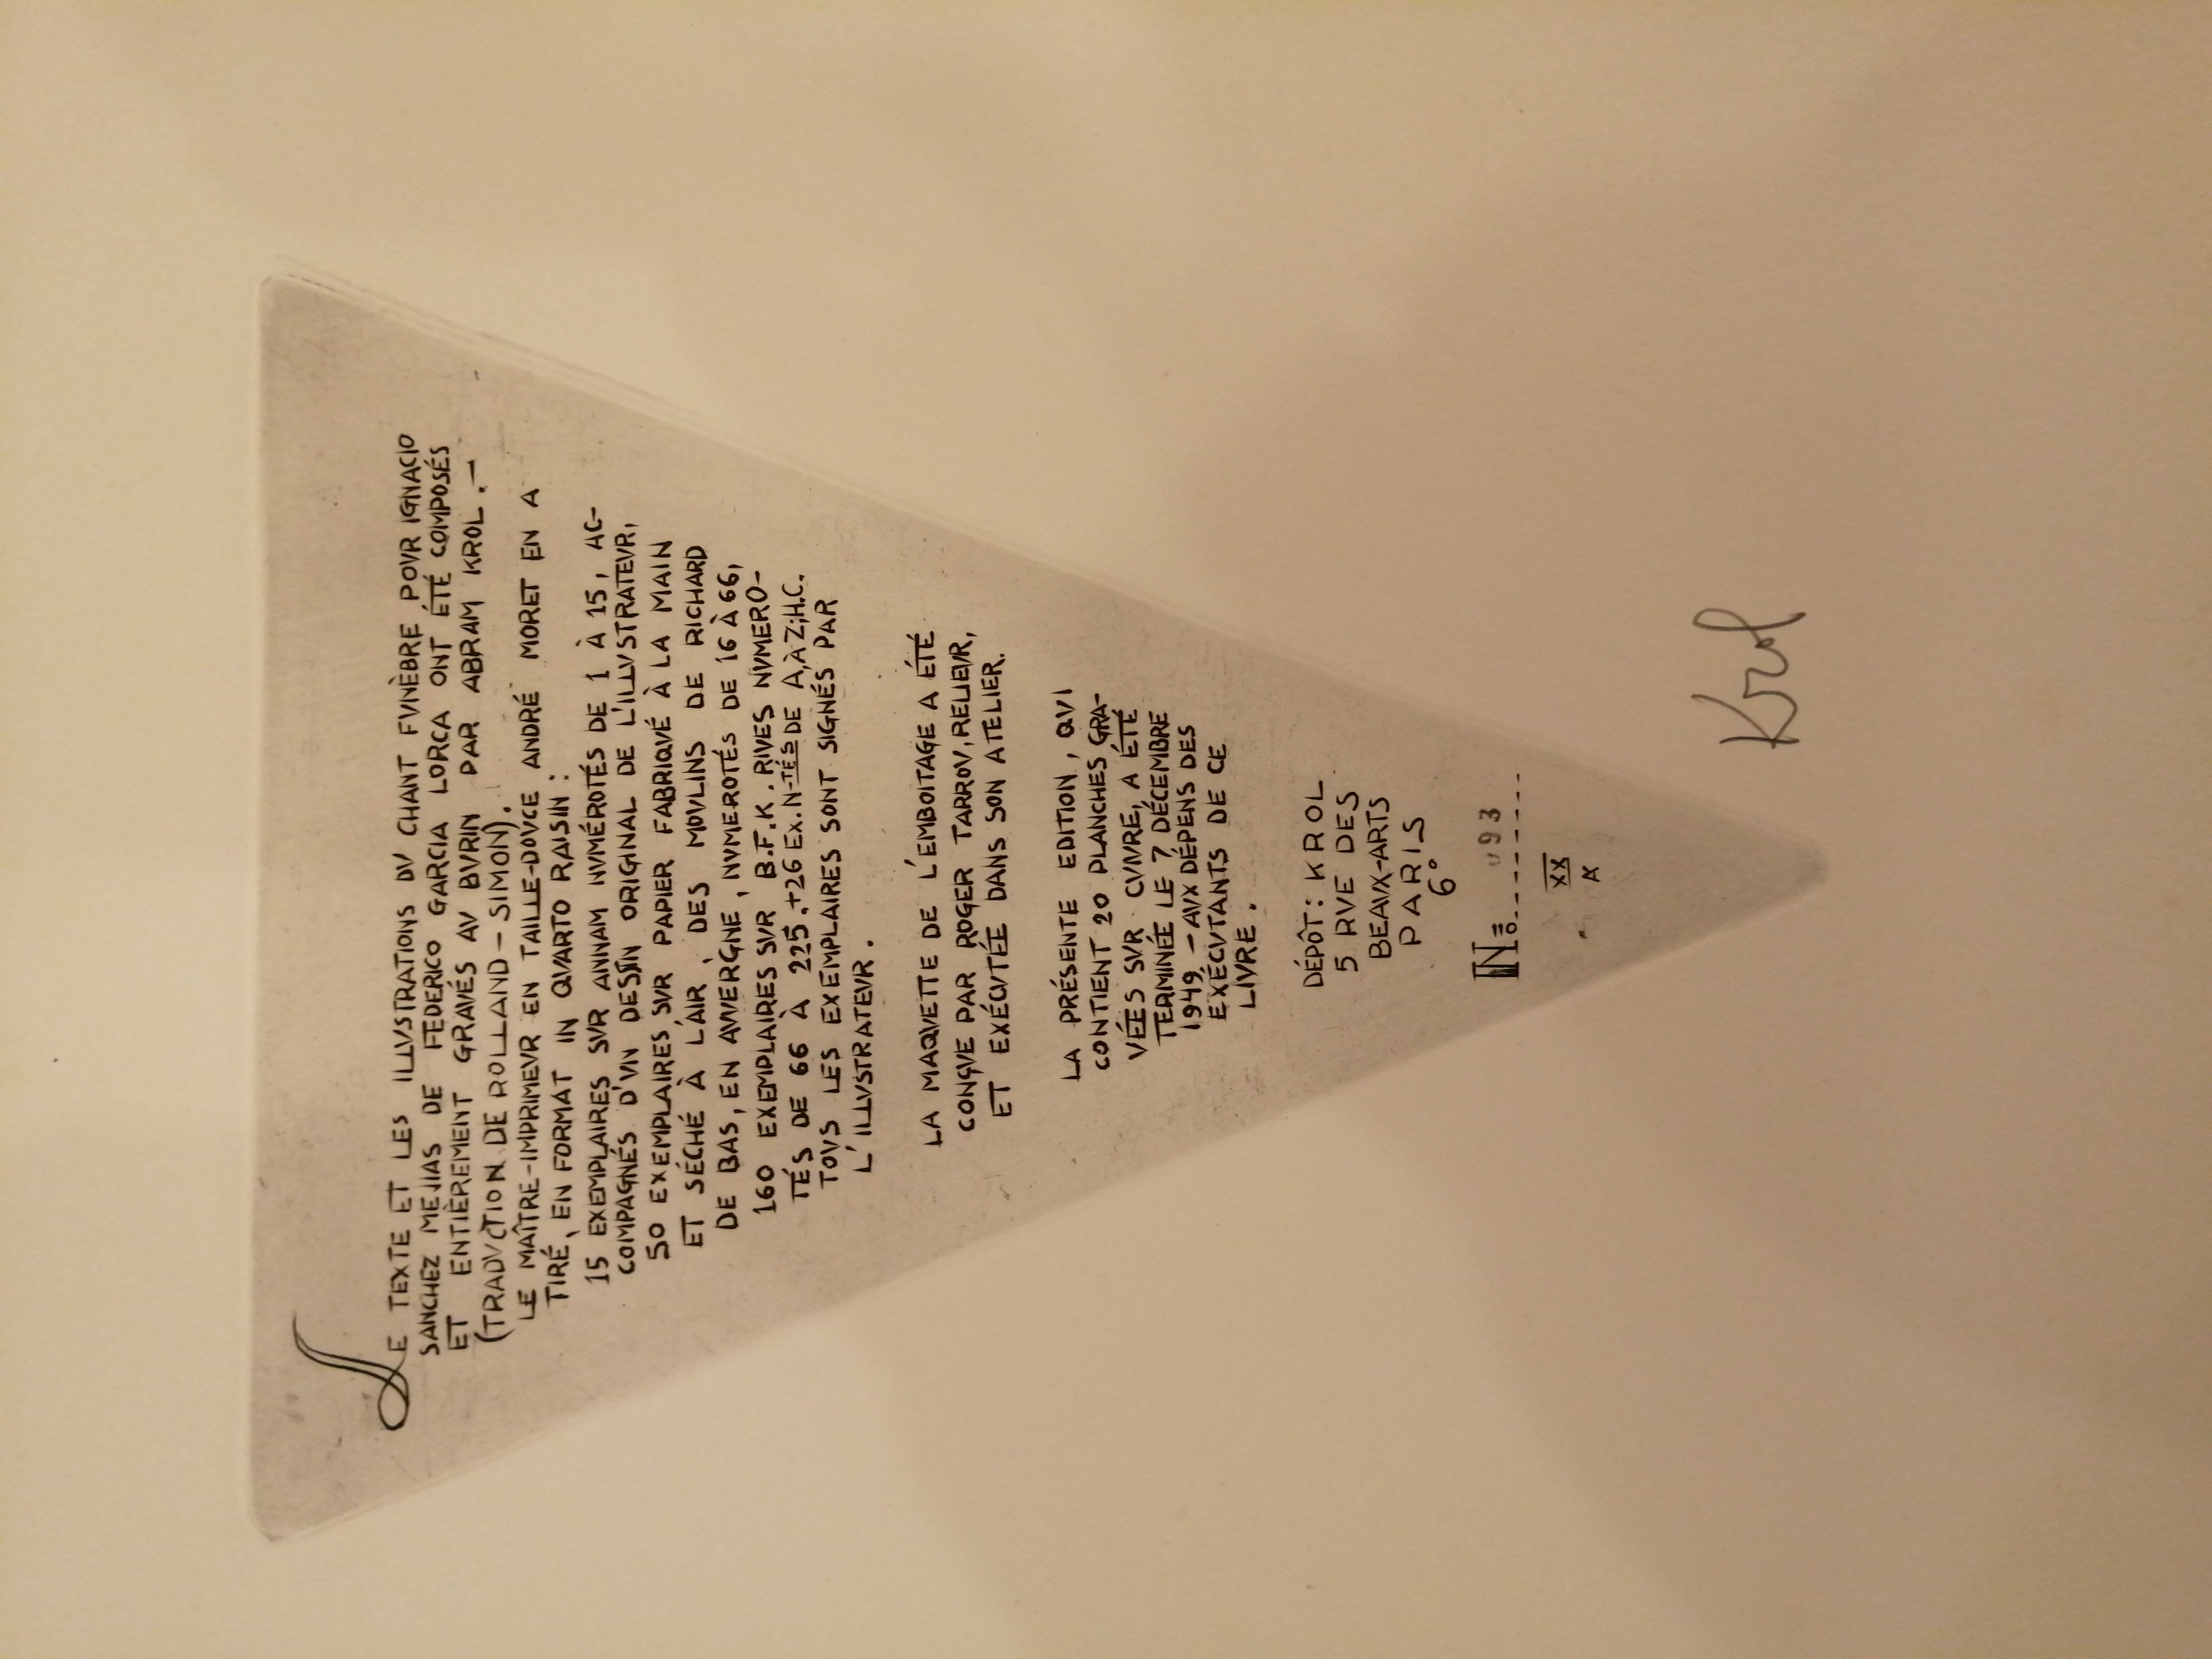 LE TEXTE ET LES ILLVSTRATIONS DV CHANT FVNÈBRE POVR IGNACIO
SANCHEZ MEJIAS DE FEDERICO GARCIA LORCA ONT ÉTÉ COMPOSÉS
ET ENTIÈREMENT GRAVÉS AV BVRIN PAR ABRAM KROL.—
(TRADVCTION DE ROLLAND – SIMON).
LE MAÎTRE-IMPRIMEVR EN TAILLE-DOVCE ANDRÉ MORET EN A
TIRÉ, EN FORMAT IN QVARTO RAISIN :
15 EXEMPLAIRES SVR ANNAM NVMÉROTÉS DE 1 À 15, AC-
COMPAGNÉS D'VN DESSIN ORIGINAL DE L'ILLVSTRATEVR,
50 EXEMPLAIRES SVR PAPIER FABRIQVÉ À LA MAIN
ET SÉCHÉ À L'AIR, DES MOVLINS DE RICHARD
DE BAS, EN AVVERGNE, NVMEROTÉS DE 16 À 66,
160 EXEMPLAIRES SVR B.F.K. RIVES NVMERO-
TÉS DE 66 À 225.+26 EX. N-TÉS DE A,À Z;H.C.
TOVS LES EXEMPLAIRES SONT SIGNÉS PAR
L'ILLVSTRATEVR.
LA MAQVETTE DE L'EMBOITAGE A ÉTÉ
CONÇVE PAR ROGER TARROV, RELIEVR,
ET EXÉCVTÉE DANS SON ATELIER.
LA PRÉSENTE EDITION, QVI
CONTIENT 20 PLANCHES GRA-
VÉES SVR CVIVRE, A ÉTÉ
TERMINÉE LE 7 DÉCEMBRE
1949 – AVX DÉPENS DES
EXÉCVTANTS DE CE
LIVRE.
DÉPÔT: KROL
5 RVE DES
BEAVX-ARTS
PARIS
6°
Nº 093
XX
A
Krol